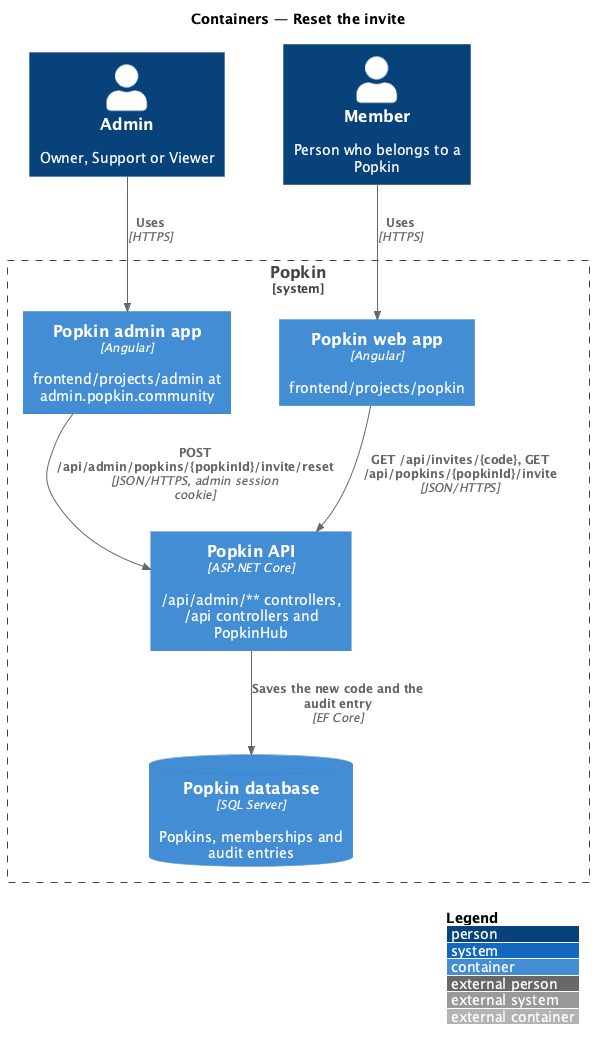 Containers — Reset the invite
Admin
Owner, Support or Viewer
Member
Person who belongs to a
Popkin
Uses
[HTTPS]
Uses
[HTTPS]
Popkin
[system]
Popkin admin app
[Angular]
frontend/projects/admin at
admin.popkin.community
Popkin web app
[Angular]
frontend/projects/popkin
POST
/api/admin/popkins/{popkinId}/invite/reset
[JSON/HTTPS, admin session
cookie]
GET /api/invites/{code}, GET
/api/popkins/{popkinId}/invite
[JSON/HTTPS]
Popkin API
[ASP.NET Core]
/api/admin/** controllers,
/api controllers and
PopkinHub
Saves the new code and the
audit entry
[EF Core]
Popkin database
[SQL Server]
Popkins, memberships and
audit entries
Legend
person
system
container
external person
external system
external container